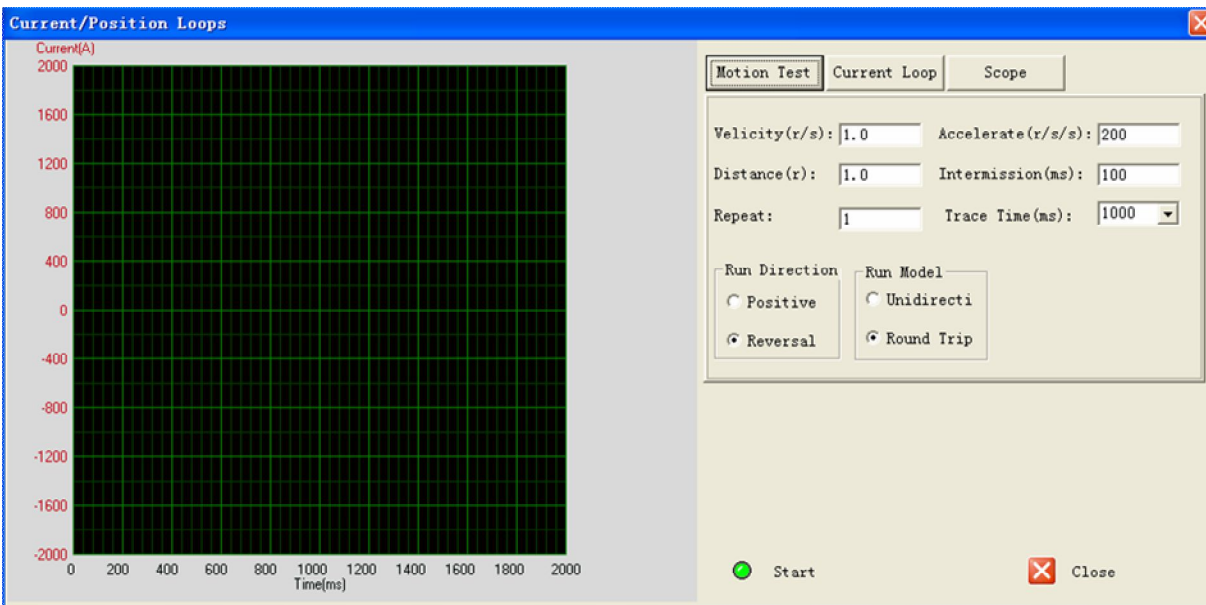 Current/Position Loops
Current(A)
2000
1600
1200
800
400
0
-400
-800
-1200
-1600
-2000
0 200 400 600 800 1000 1200 1400 1600 1800 2000
Time(ms)
Motion Test Current Loop Scope
Velicity(r/s): 1.0 Accelerate(r/s/s): 200
Distance(r): 1.0 Intermission(ms): 100
Repeat: 1 Trace Time(ms): 1000
Run Direction Run Model
Positive Unidirecti
Reversal Round Trip
Start Close